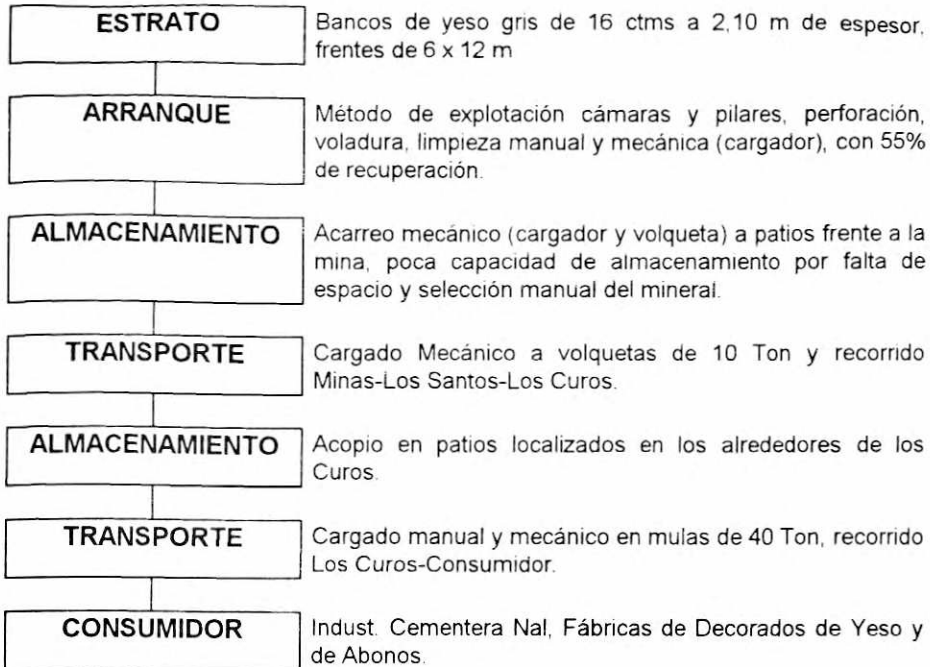 ESTRATO
Bancos de yeso gris de 16 ctms a 2,10 m de espesor,
frentes de 6 x 12 m
ARRANQUE
Método de explotación cámaras y pilares, perforación,
voladura, limpieza manual y mecánica (cargador), con 55%
de recuperación.
ALMACENAMIENTO
Acarreo mecánico (cargador y volqueta) a patios frente a la
mina, poca capacidad de almacenamiento por falta de
espacio y selección manual del mineral.
TRANSPORTE
Cargado Mecánico a volquetas de 10 Ton y recorrido
Minas-Los Santos-Los Curos.
ALMACENAMIENTO
Acopio en patios localizados en los alrededores de los
Curos.
TRANSPORTE
Cargado manual y mecánico en mulas de 40 Ton, recorrido
Los Curos-Consumidor.
CONSUMIDOR
Indust. Cementera Nal, Fábricas de Decorados de Yeso y
de Abonos.